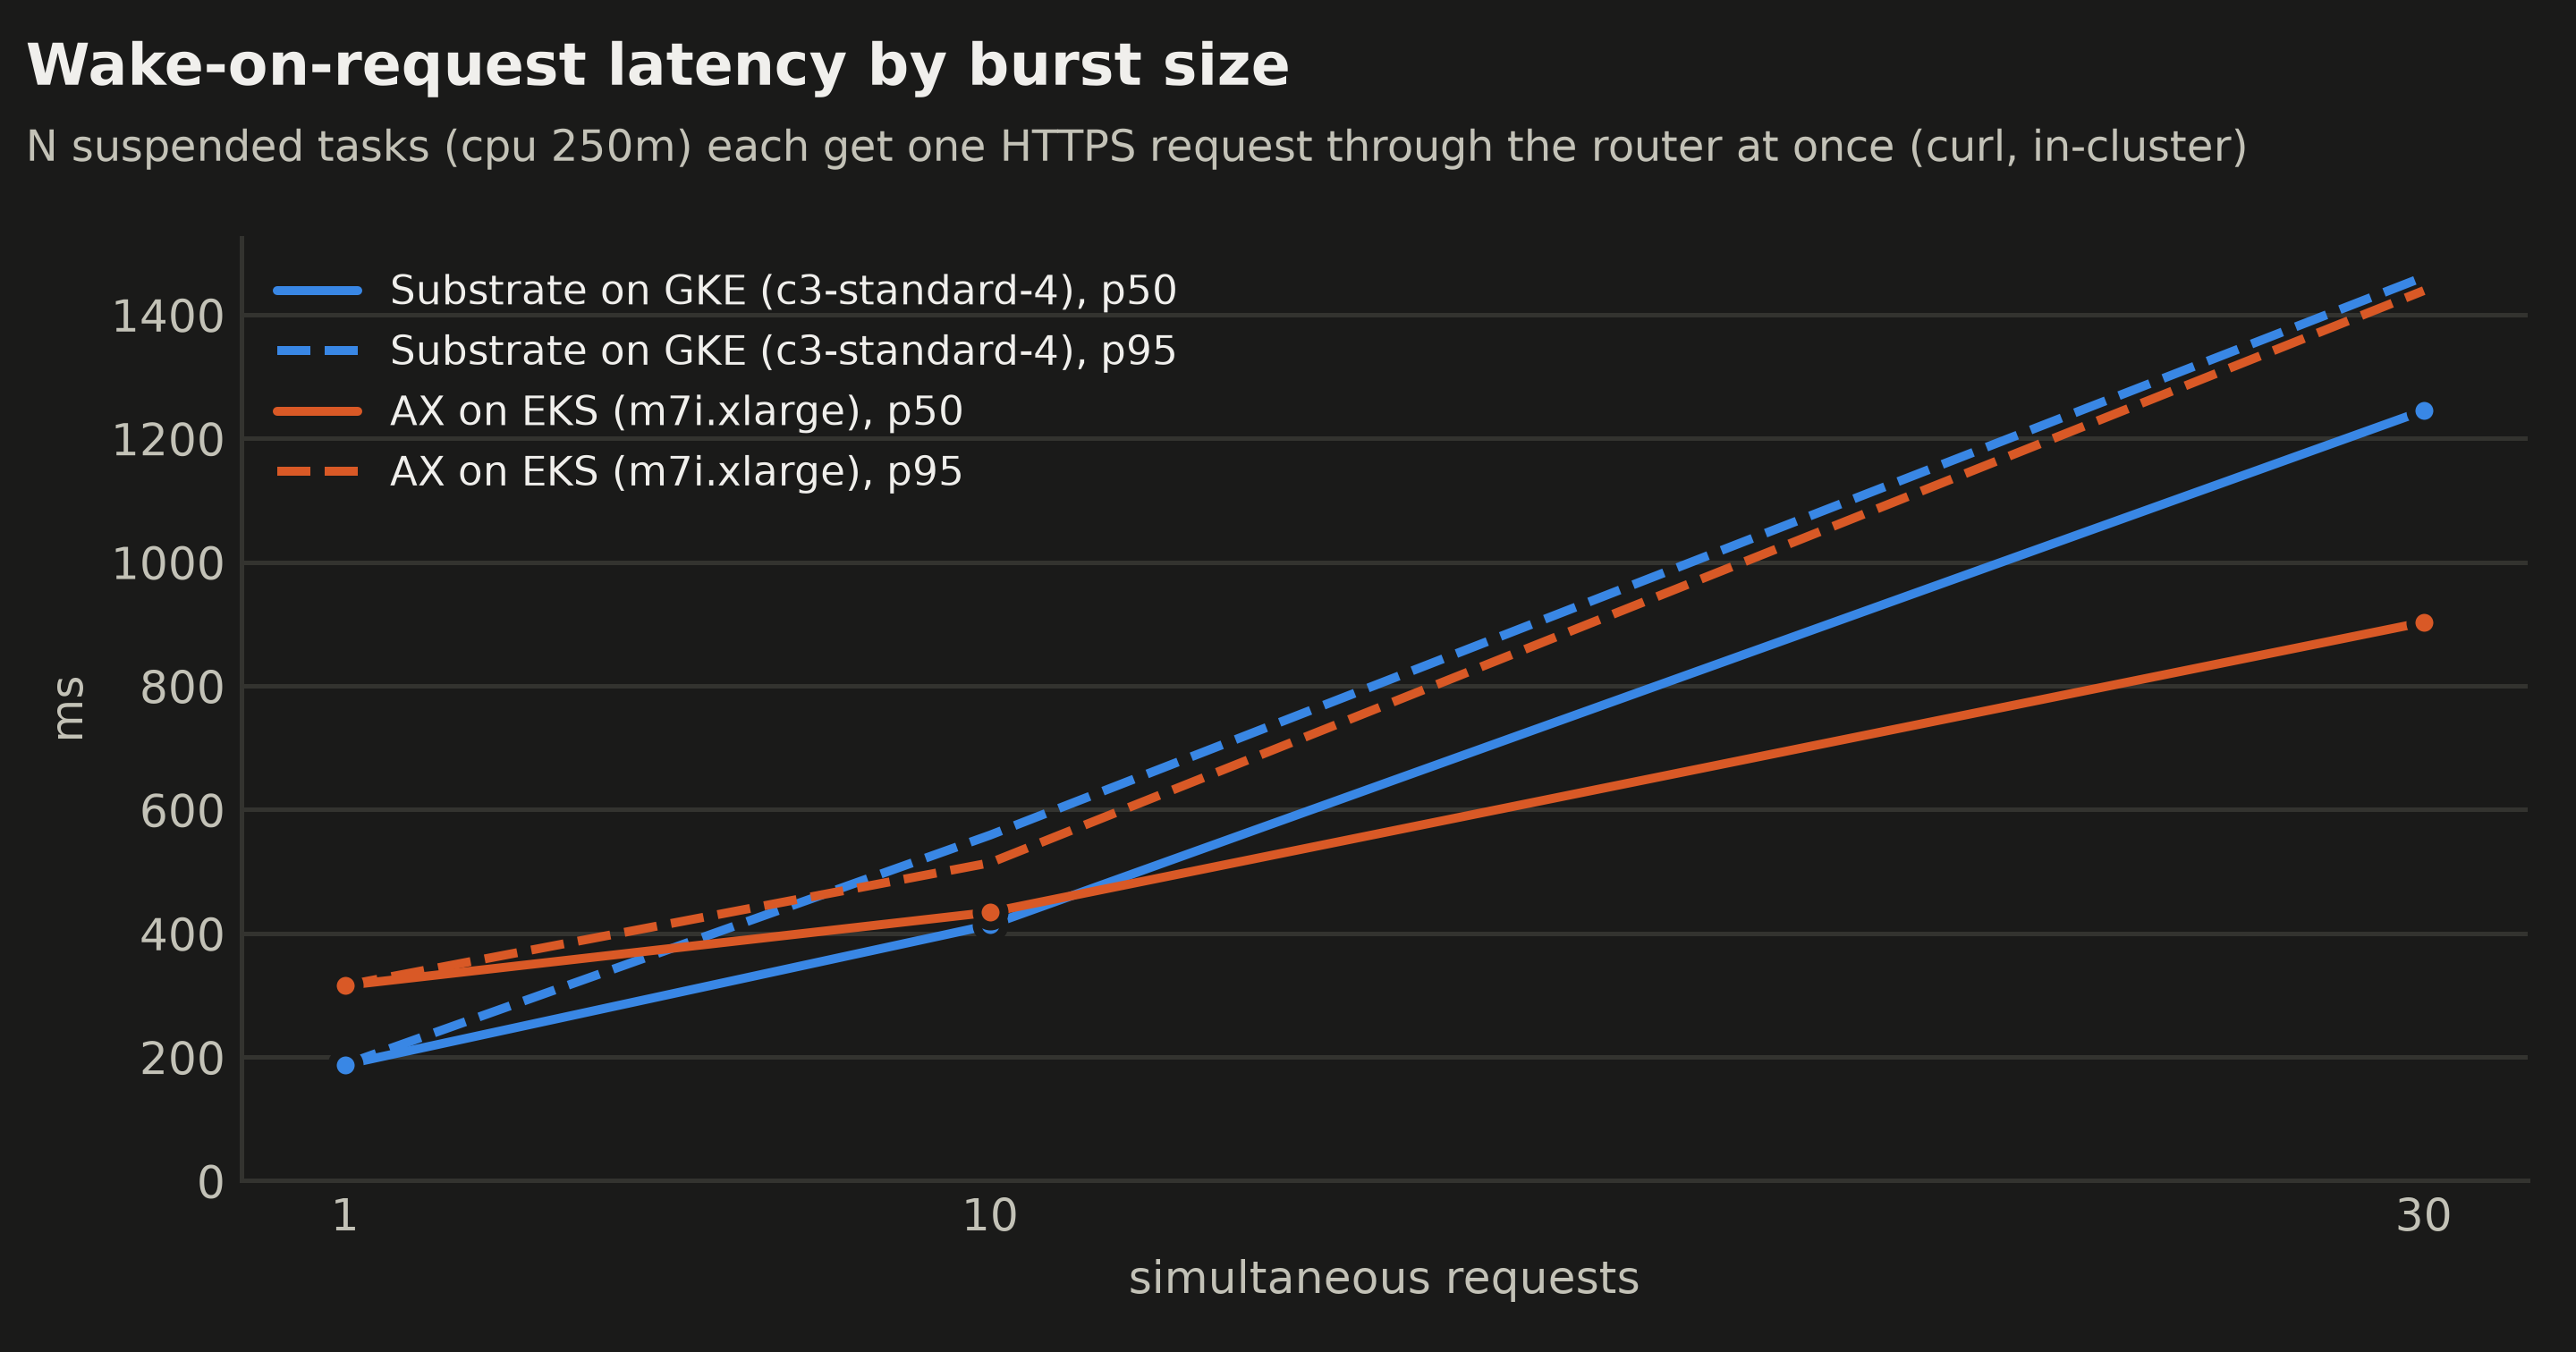 Wake-on-request latency by burst size
N suspended tasks (cpu 250m) each get one HTTPS request through the router at once (curl, in-cluster)
Substrate on GKE (c3-standard-4), p50
Substrate on GKE (c3-standard-4), p95
AX on EKS (m7i.xlarge), p50
AX on EKS (m7i.xlarge), p95
1400
1200
1000
800
600
400
200
0
ms
1 10 30
simultaneous requests